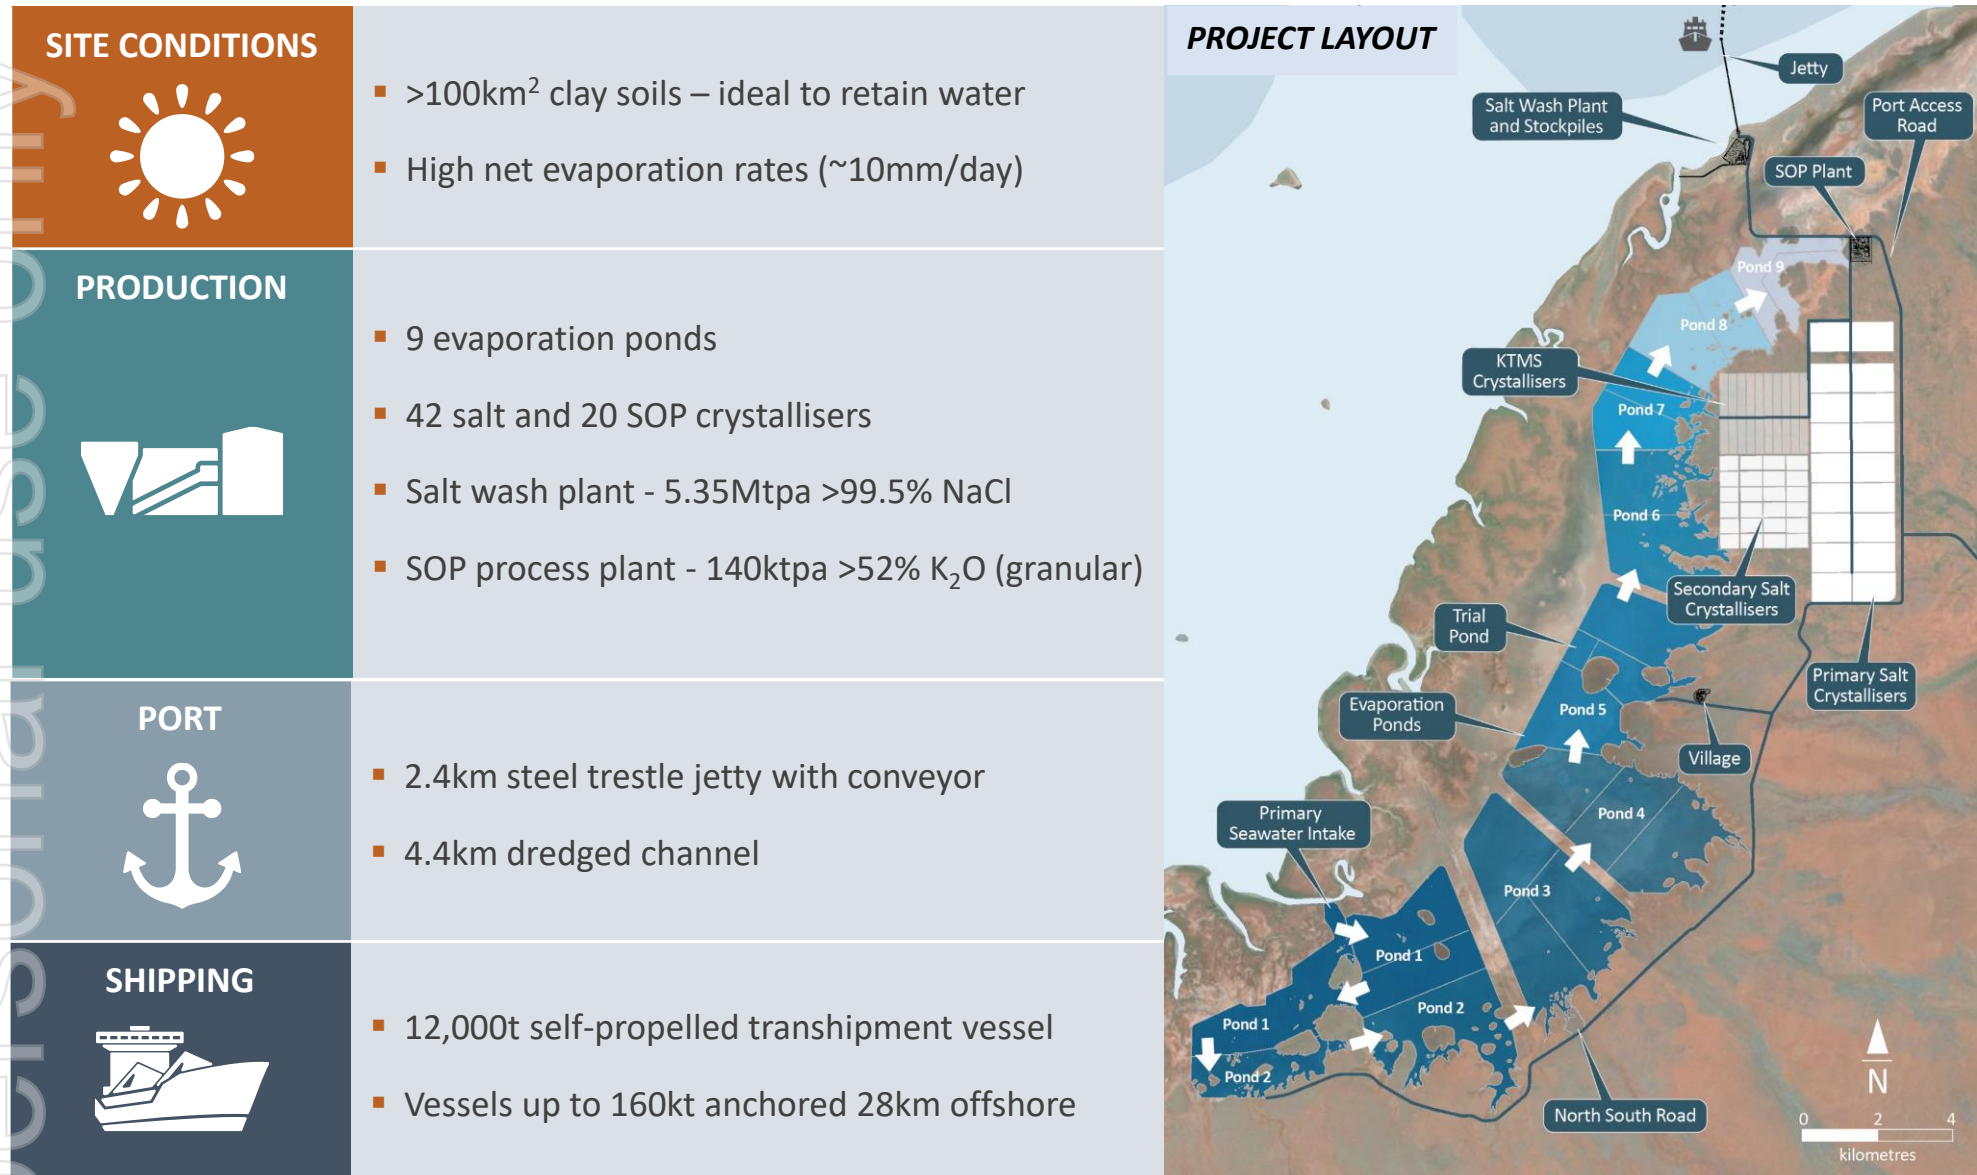 SITE CONDITIONS
>100km² clay soils – ideal to retain water
High net evaporation rates (~10mm/day)
PRODUCTION
9 evaporation ponds
42 salt and 20 SOP crystallisers
Salt wash plant - 5.35Mtpa >99.5% NaCl
SOP process plant - 140ktpa >52% K₂O (granular)
PORT
2.4km steel trestle jetty with conveyor
4.4km dredged channel
SHIPPING
12,000t self-propelled transhipment vessel
Vessels up to 160kt anchored 28km offshore
PROJECT LAYOUT
Jetty
Salt Wash Plant
and Stockpiles
Port Access
Road
SOP Plant
Pond 9
Pond 8
KTMS
Crystallisers
Pond 7
Pond 6
Secondary Salt
Crystallisers
Trial
Pond
Primary Salt
Crystallisers
Evaporation
Ponds
Pond 5
Village
Primary
Seawater Intake
Pond 4
Pond 3
Pond 1
Pond 2
Pond 1
Pond 2
North South Road
N
0 2 4
kilometres
personal use only